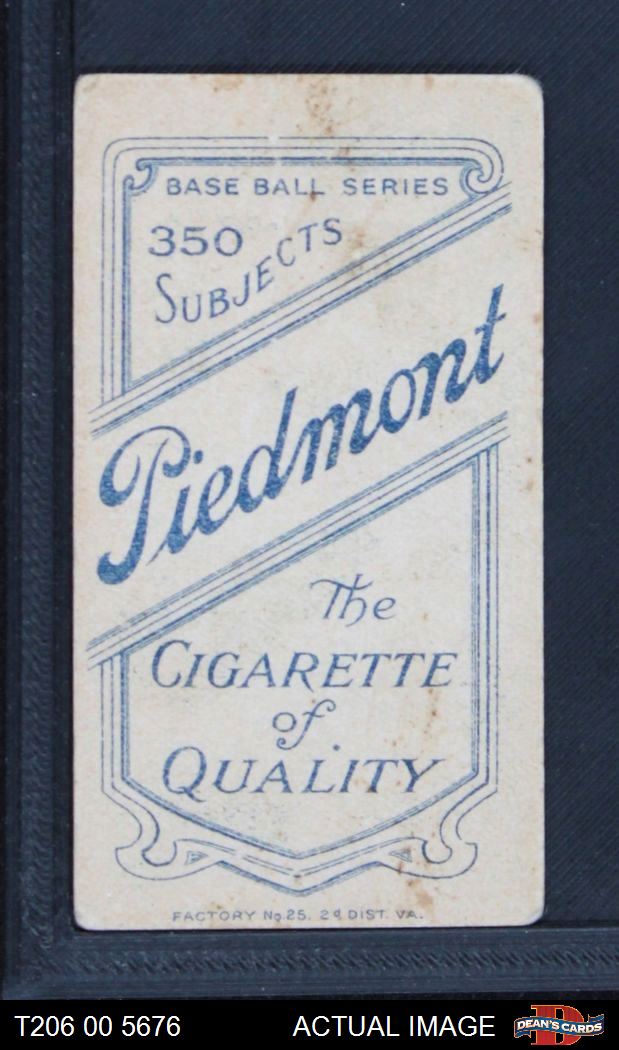 BASE BALL SERIES
350
SUBJECTS
Piedmont
The
CIGARETTE
of
QUALITY
FACTORY No. 25. 2d DIST. VA.
T206 00 5676 ACTUAL IMAGE D DEAN'S CARDS